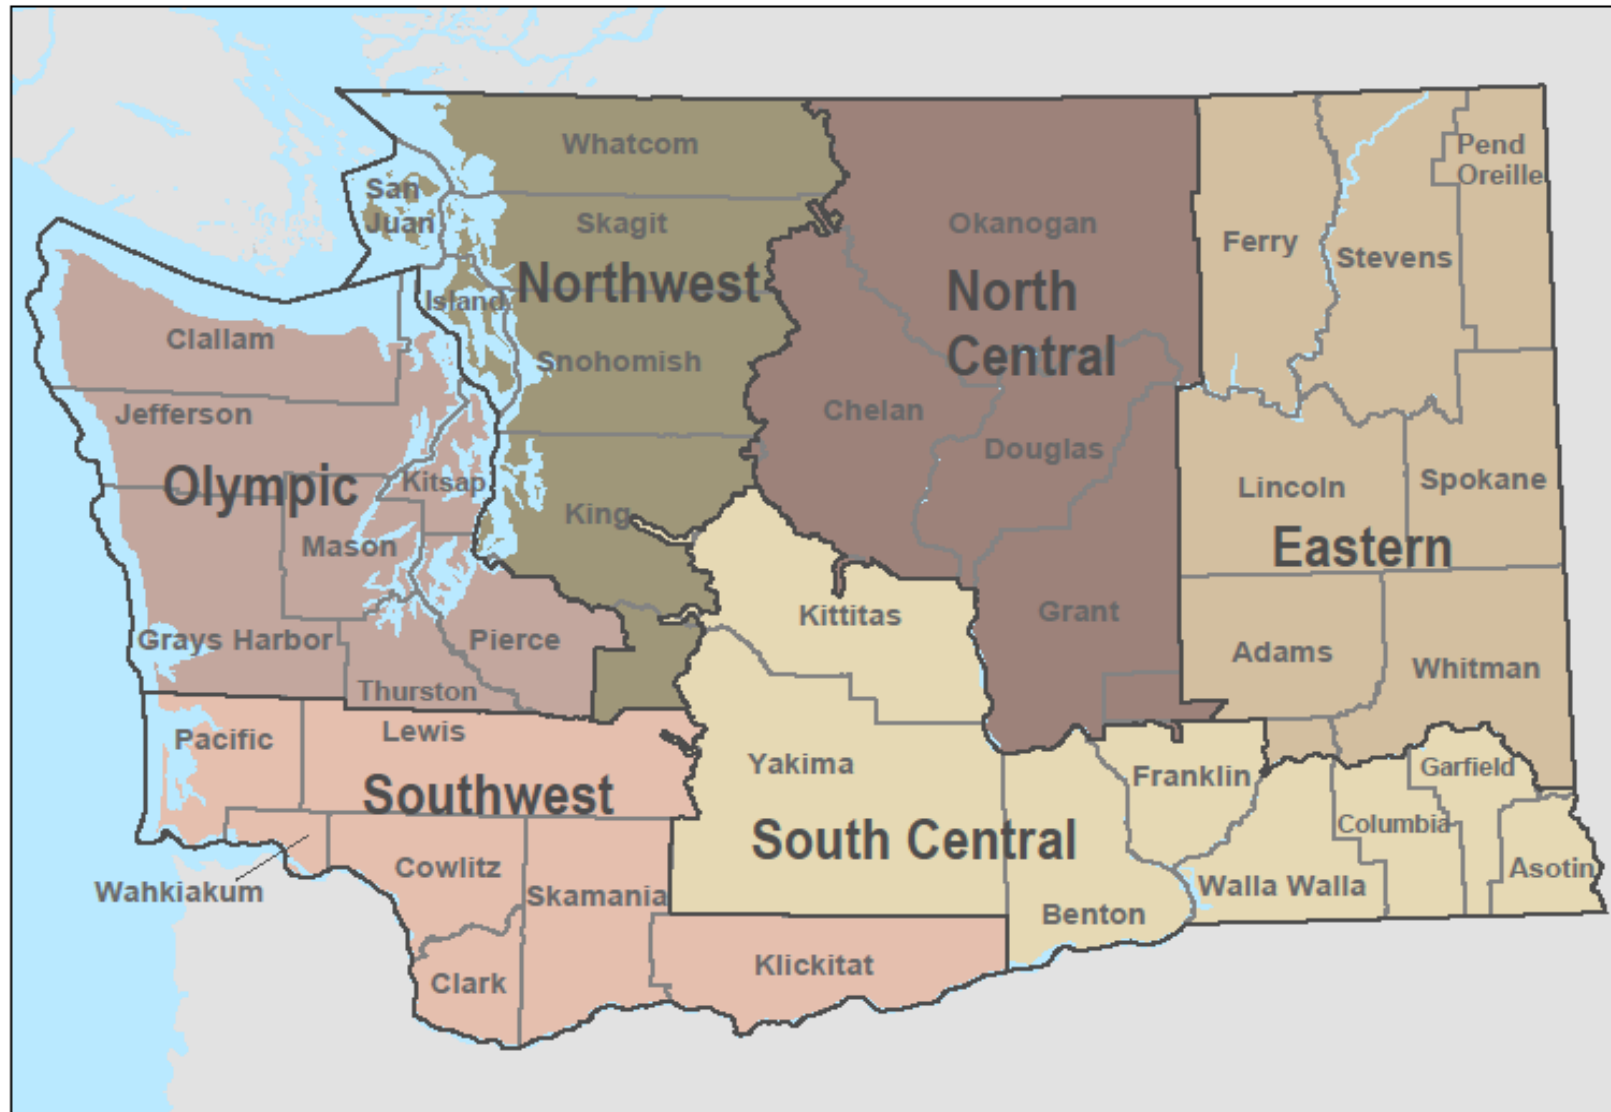 Whatcom
Pend
Oreille
San
Juan
Skagit
Okanogan
Ferry
Stevens
Northwest
North
Central
Island
Clallam
Snohomish
Jefferson
Chelan
Douglas
Olympic
Kitsap
King
Lincoln
Spokane
Eastern
Mason
Grays Harbor
Pierce
Kittitas
Grant
Adams
Whitman
Thurston
Pacific
Lewis
Yakima
Franklin
Garfield
Southwest
South Central
Columbia
Cowlitz
Wahkiakum
Skamania
Walla Walla
Asotin
Benton
Clark
Klickitat